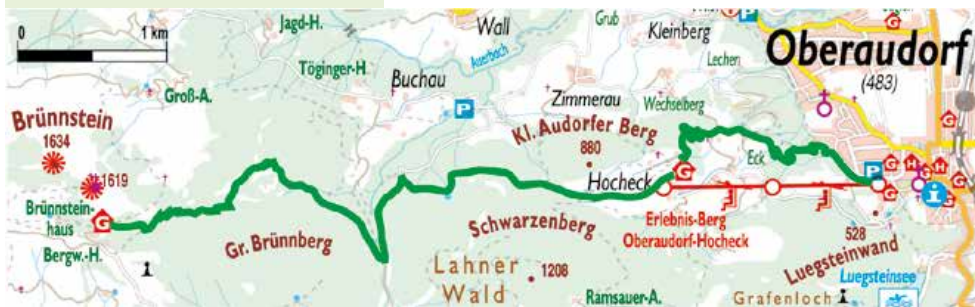 0 1 km
Jagd-H.
Wall
Grub
Kleinberg
P
G
Oberaudorf
(483)
Auerbach
Töginger-H.
Lechen
Buchau
Groß-A.
P
Zimmerau
Wechselberg
Brünnstein
1634
Kl. Audorfer Berg
880
G
Eck
G
P
G
H
H
G
1619
Hocheck
i
Brünnstein-
haus
G
Erlebnis-Berg
Oberaudorf-Hocheck
Schwarzenberg
Gr. Brünnberg
Bergw.-H.
528
Luegsteinwand
Lahner
Wald
1208
Luegsteinsee
Ramsauer-A.
Grafenloch